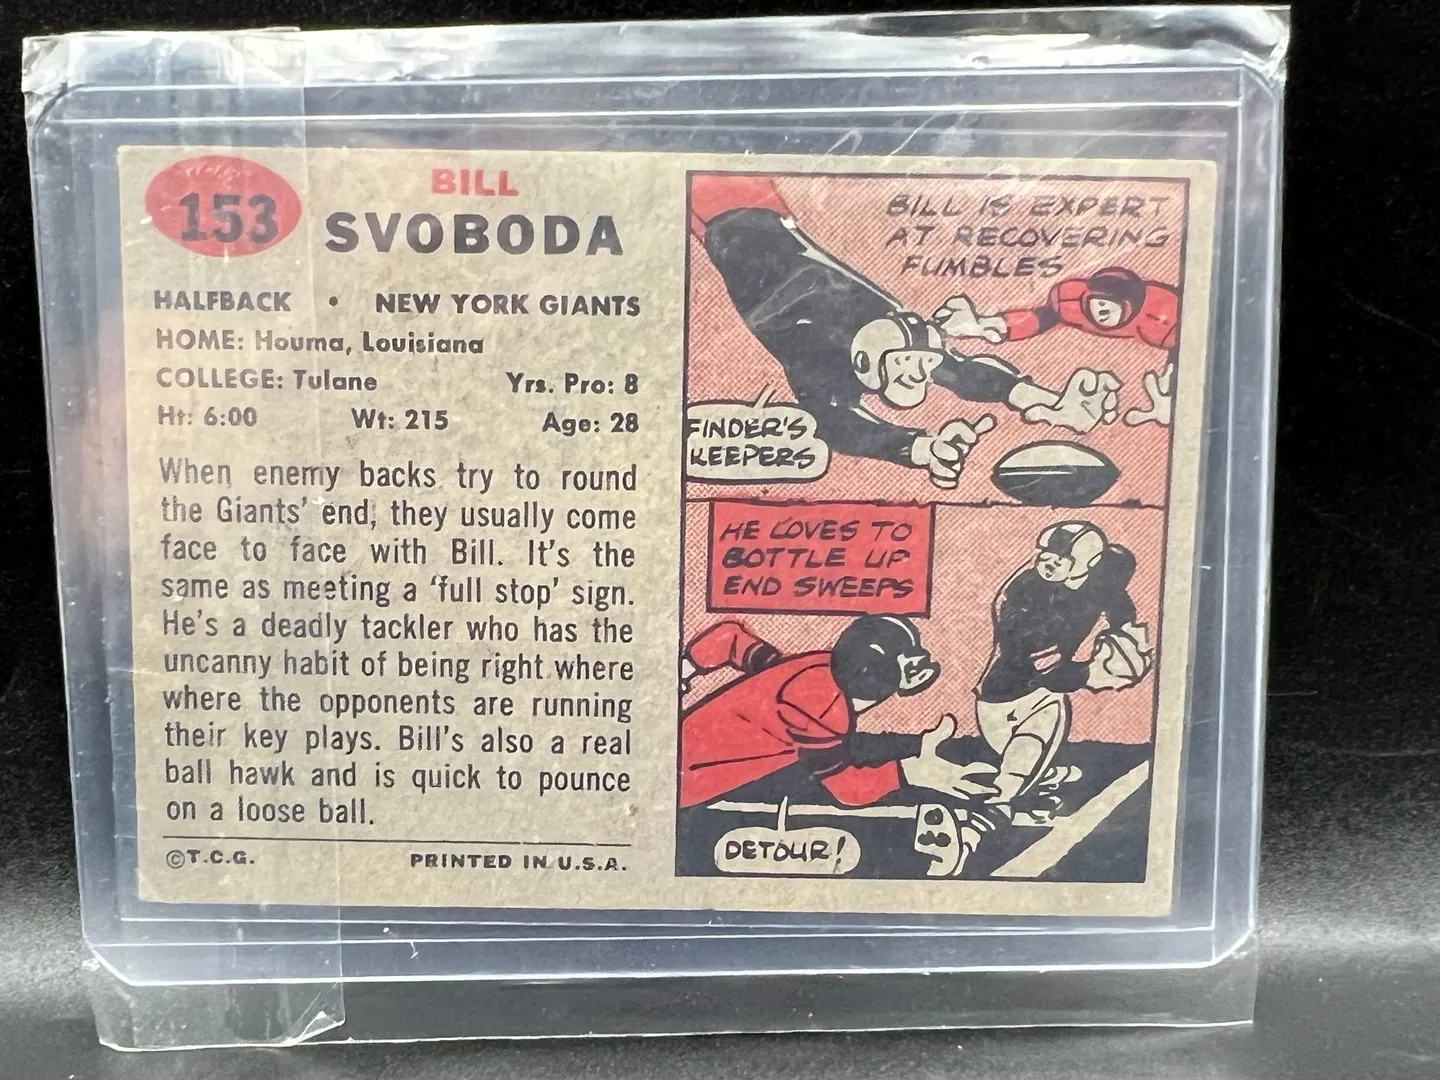 153
BILL
SVOBODA
HALFBACK • NEW YORK GIANTS
HOME: Houma, Louisiana
COLLEGE: Tulane Yrs. Pro: 8
Ht: 6:00 Wt: 215 Age: 28
When enemy backs try to round
the Giants' end, they usually come
face to face with Bill. It's the
same as meeting a 'full stop' sign.
He's a deadly tackler who has the
uncanny habit of being right where
where the opponents are running
their key plays. Bill's also a real
ball hawk and is quick to pounce
on a loose ball.
©T.C.G. PRINTED IN U.S.A.
BILL IS EXPERT
AT RECOVERING
FUMBLES
FINDER'S
KEEPERS
HE LOVES TO
BOTTLE UP
END SWEEPS
DETOUR!